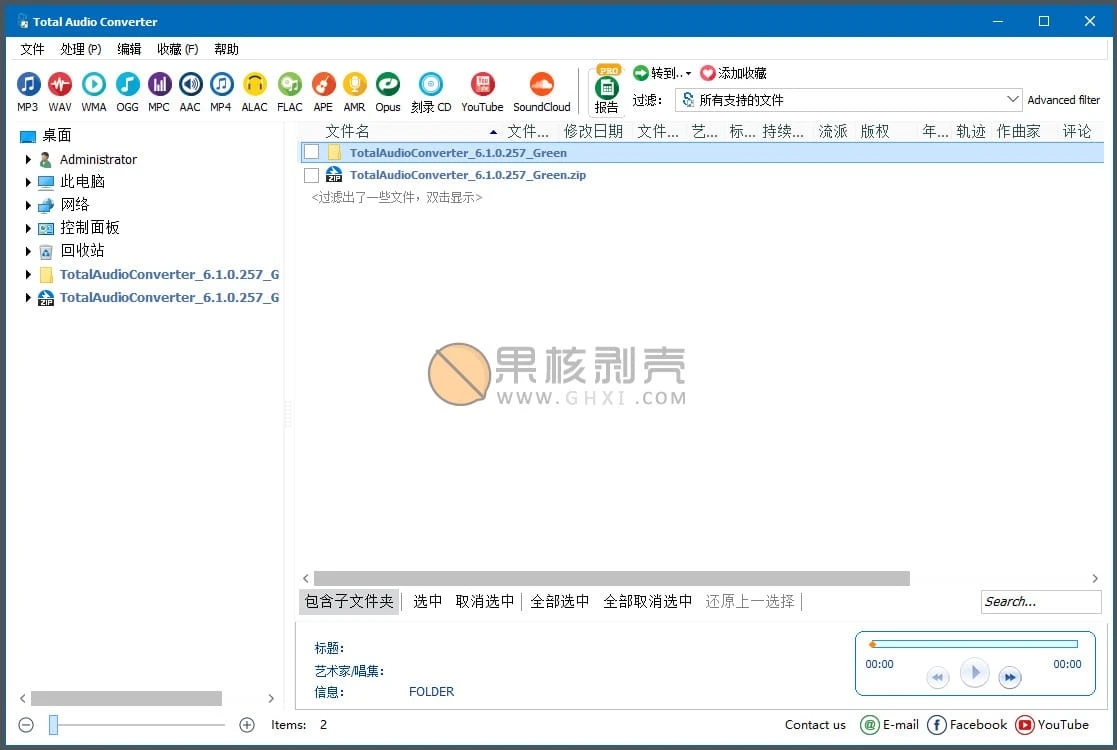 Total Audio Converter
文件 处理 (P) 编辑 收藏 (F) 帮助
PRO 转到.. 添加收藏
MP3 WAV WMA OGG MPC AAC MP4 ALAC FLAC APE AMR Opus 刻录 CD YouTube SoundCloud 报告 过滤： 所有支持的文件 Advanced filter
桌面
Administrator
此电脑
网络
控制面板
回收站
TotalAudioConverter_6.1.0.257_G
ZIP TotalAudioConverter_6.1.0.257_G
文件名 文件... 修改日期 文件... 艺... 标... 持续... 流派 版权 年... 轨迹 作曲家 评论
TotalAudioConverter_6.1.0.257_Green
ZIP TotalAudioConverter_6.1.0.257_Green.zip
<过滤出了一些文件，双击显示>
果核剥壳
WWW.GHXI.COM
包含子文件夹 选中 取消选中 全部选中 全部取消选中 还原上一选择 Search...
标题：
艺术家/唱集：
信息： FOLDER
00:00 00:00
Items: 2 Contact us E-mail Facebook YouTube